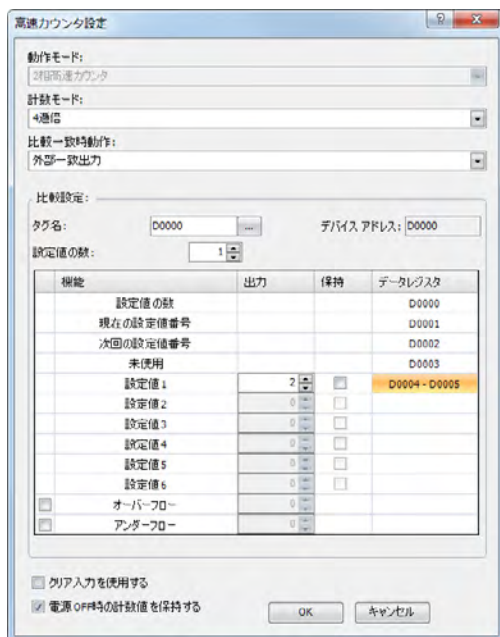 高速カウンタ設定
動作モード:
2相高速カウンタ
計数モード:
4逓倍
比較一致時動作:
外部一致出力
比較設定:
タグ名: D0000 ... デバイス アドレス: D0000
設定値の数: 1
機能 出力 保持 データレジスタ
設定値の数 D0000
現在の設定値番号 D0001
次回の設定値番号 D0002
未使用 D0003
設定値1 2 D0004 - D0005
設定値2 0
設定値3 0
設定値4 0
設定値5 0
設定値6 0
オーバーフロー 0
アンダーフロー 0
クリア入力を使用する
電源OFF時の計数値を保持する
OK キャンセル